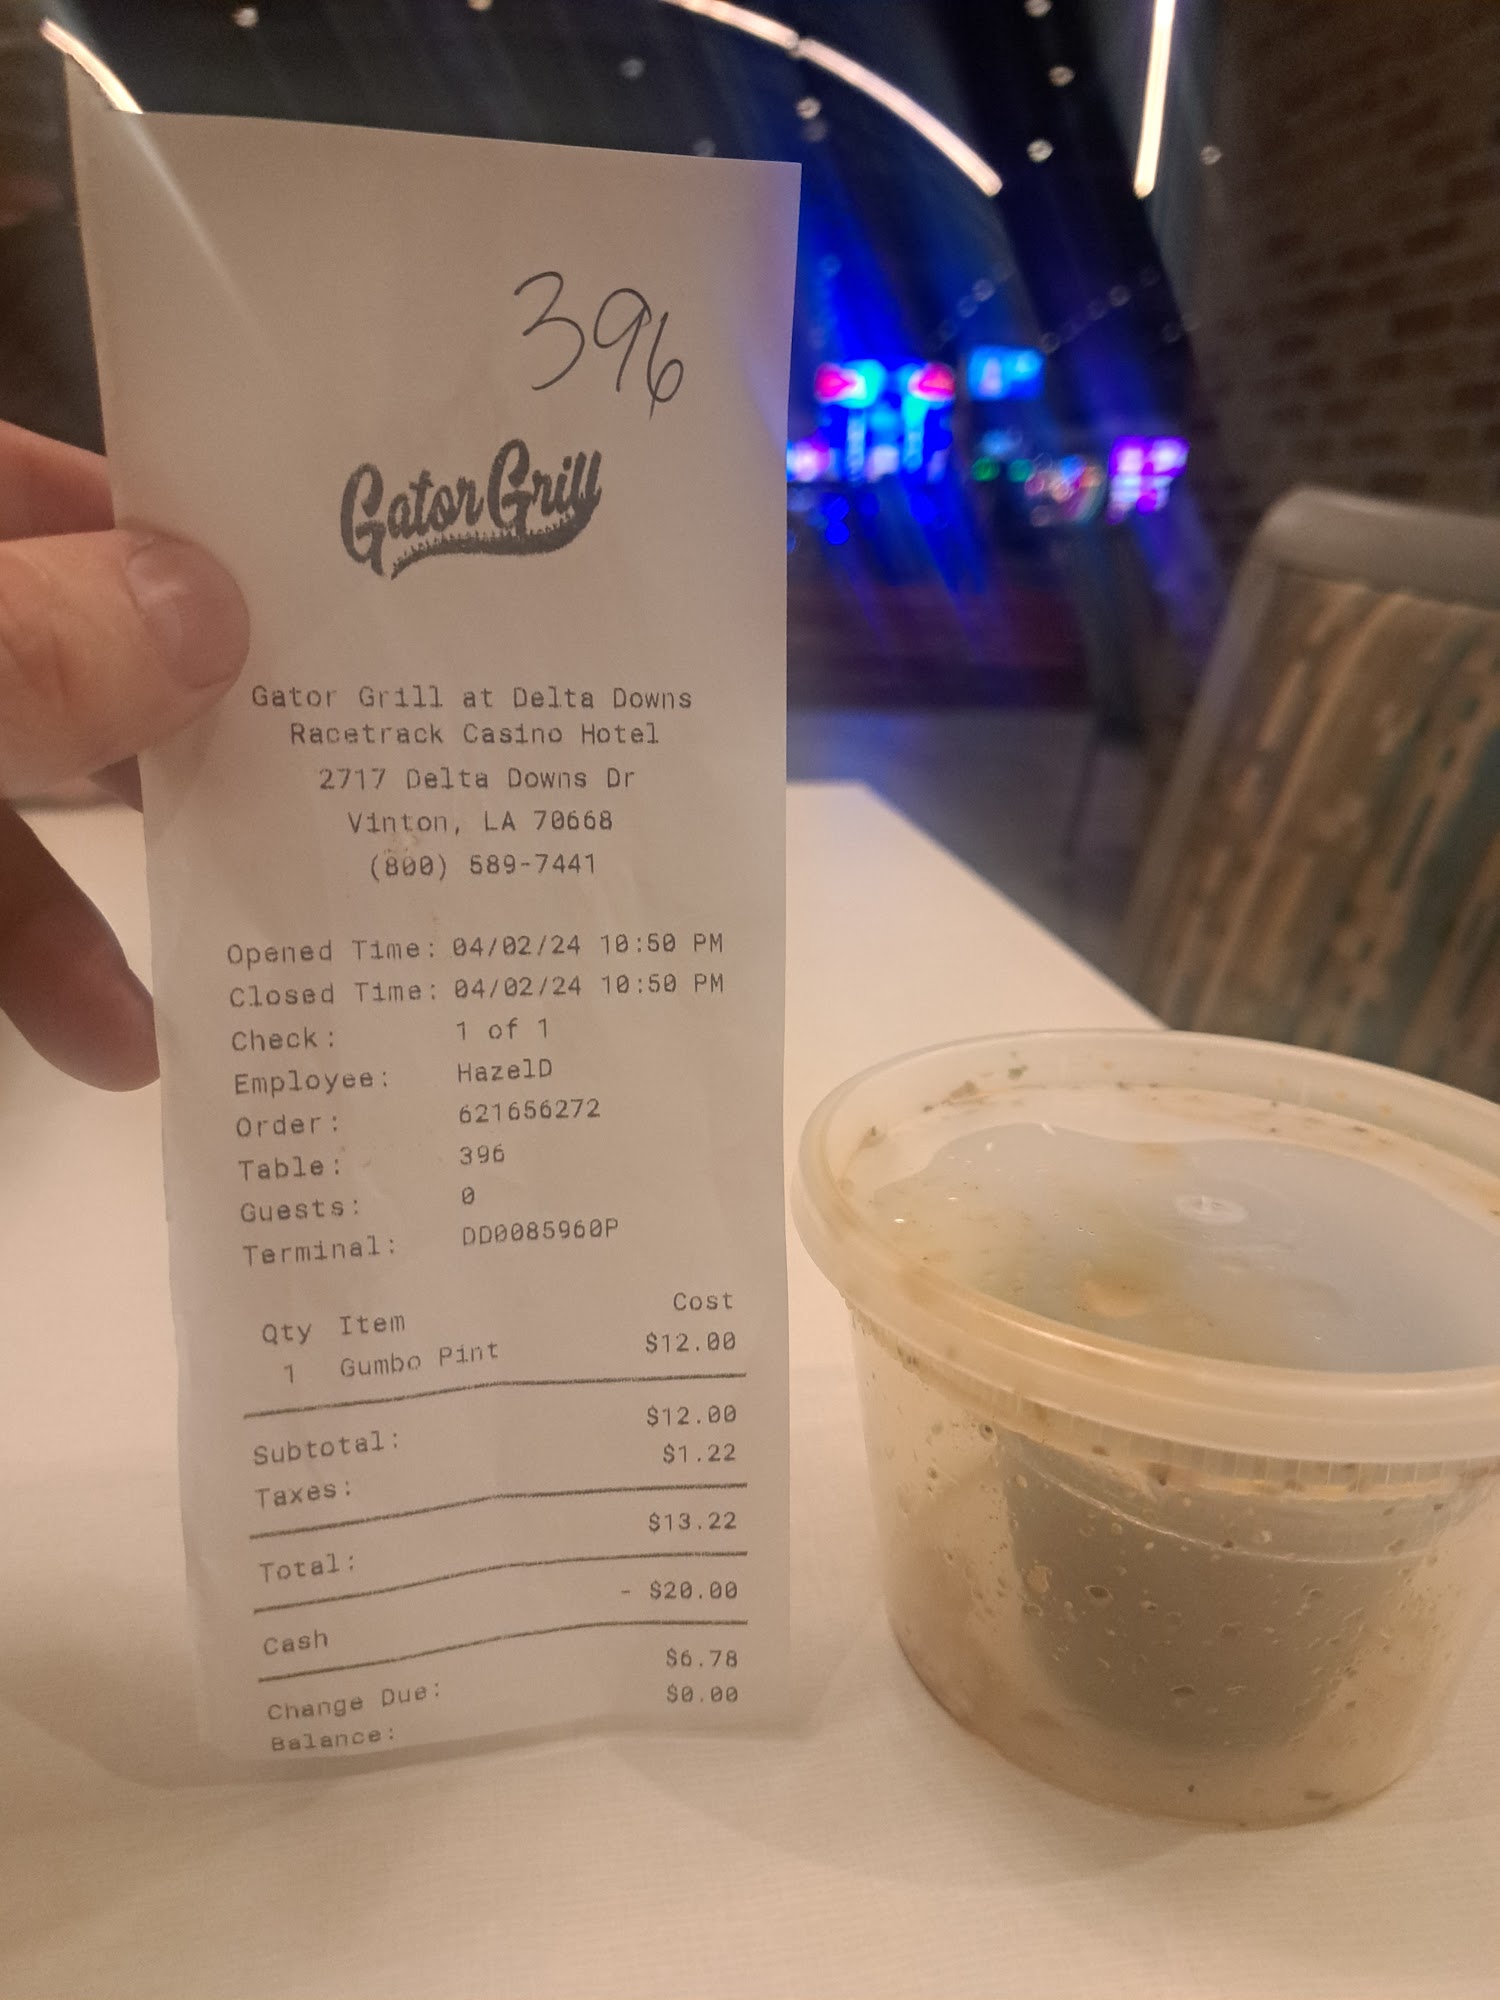 396
Gator Grill
Gator Grill at Delta Downs
Racetrack Casino Hotel
2717 Delta Downs Dr
Vinton, LA 70668
(800) 589-7441
Opened Time: 04/02/24 10:50 PM
Closed Time: 04/02/24 10:50 PM
Check: 1 of 1
Employee: HazelD
Order: 621656272
Table: 396
Guests: 0
Terminal: DD0085960P
Qty Item Cost
1 Gumbo Pint $12.00
Subtotal: $12.00
Taxes: $1.22
Total: $13.22
Cash - $20.00
Change Due: $6.78
Balance: $0.00